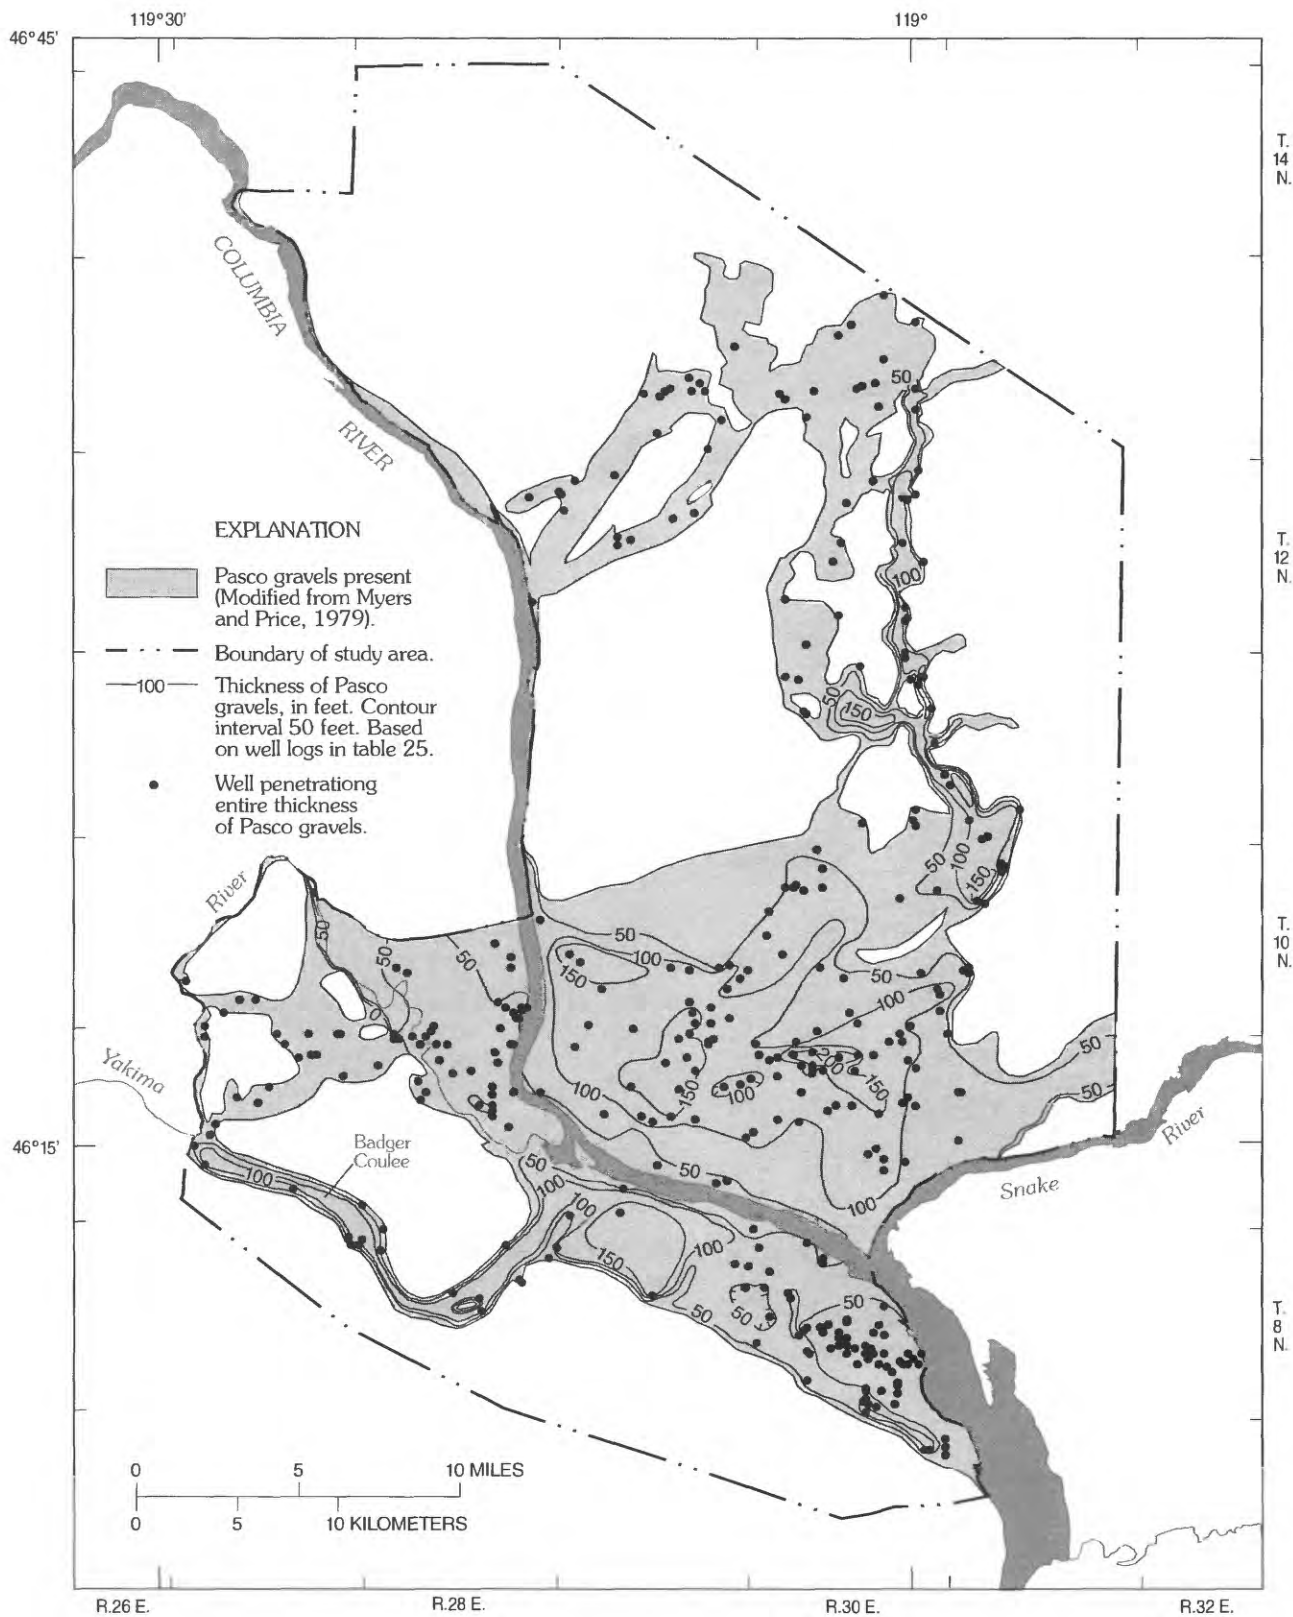 119°30' 119°
46°45'
T. 14 N.
COLUMBIA
RIVER
50
EXPLANATION
Pasco gravels present
(Modified from Myers
and Price, 1979).
Boundary of study area.
100 Thickness of Pasco
gravels, in feet. Contour
interval 50 feet. Based
on well logs in table 25.
Well penetrationg
entire thickness
of Pasco gravels.
T. 12 N.
100
50
50
150
50 100
150
River
50
50
50
50
100
150
50
100
T. 10 N.
0
Yakima
200
150
150
100
50
50
100
46°15'
Badger
Coulee
River
Snake
100
50
100
100
50
100
150
100
50
50
50
T. 8 N.
0 5 10 MILES
0 5 10 KILOMETERS
R.26 E. R.28 E. R.30 E. R.32 E.